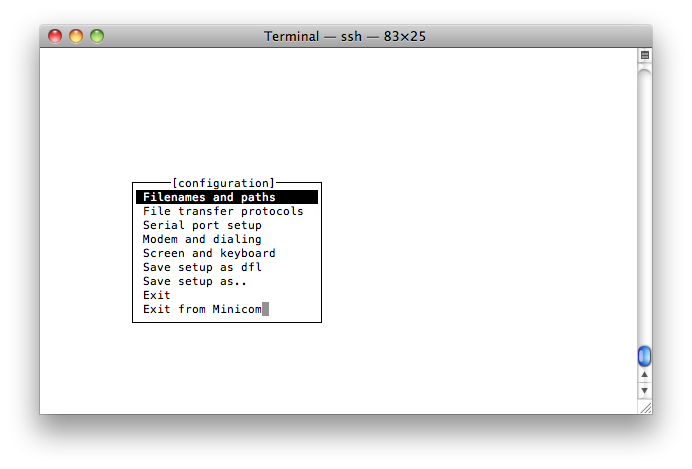 Terminal — ssh — 83×25
[configuration]
Filenames and paths
File transfer protocols
Serial port setup
Modem and dialing
Screen and keyboard
Save setup as dfl
Save setup as..
Exit
Exit from Minicom